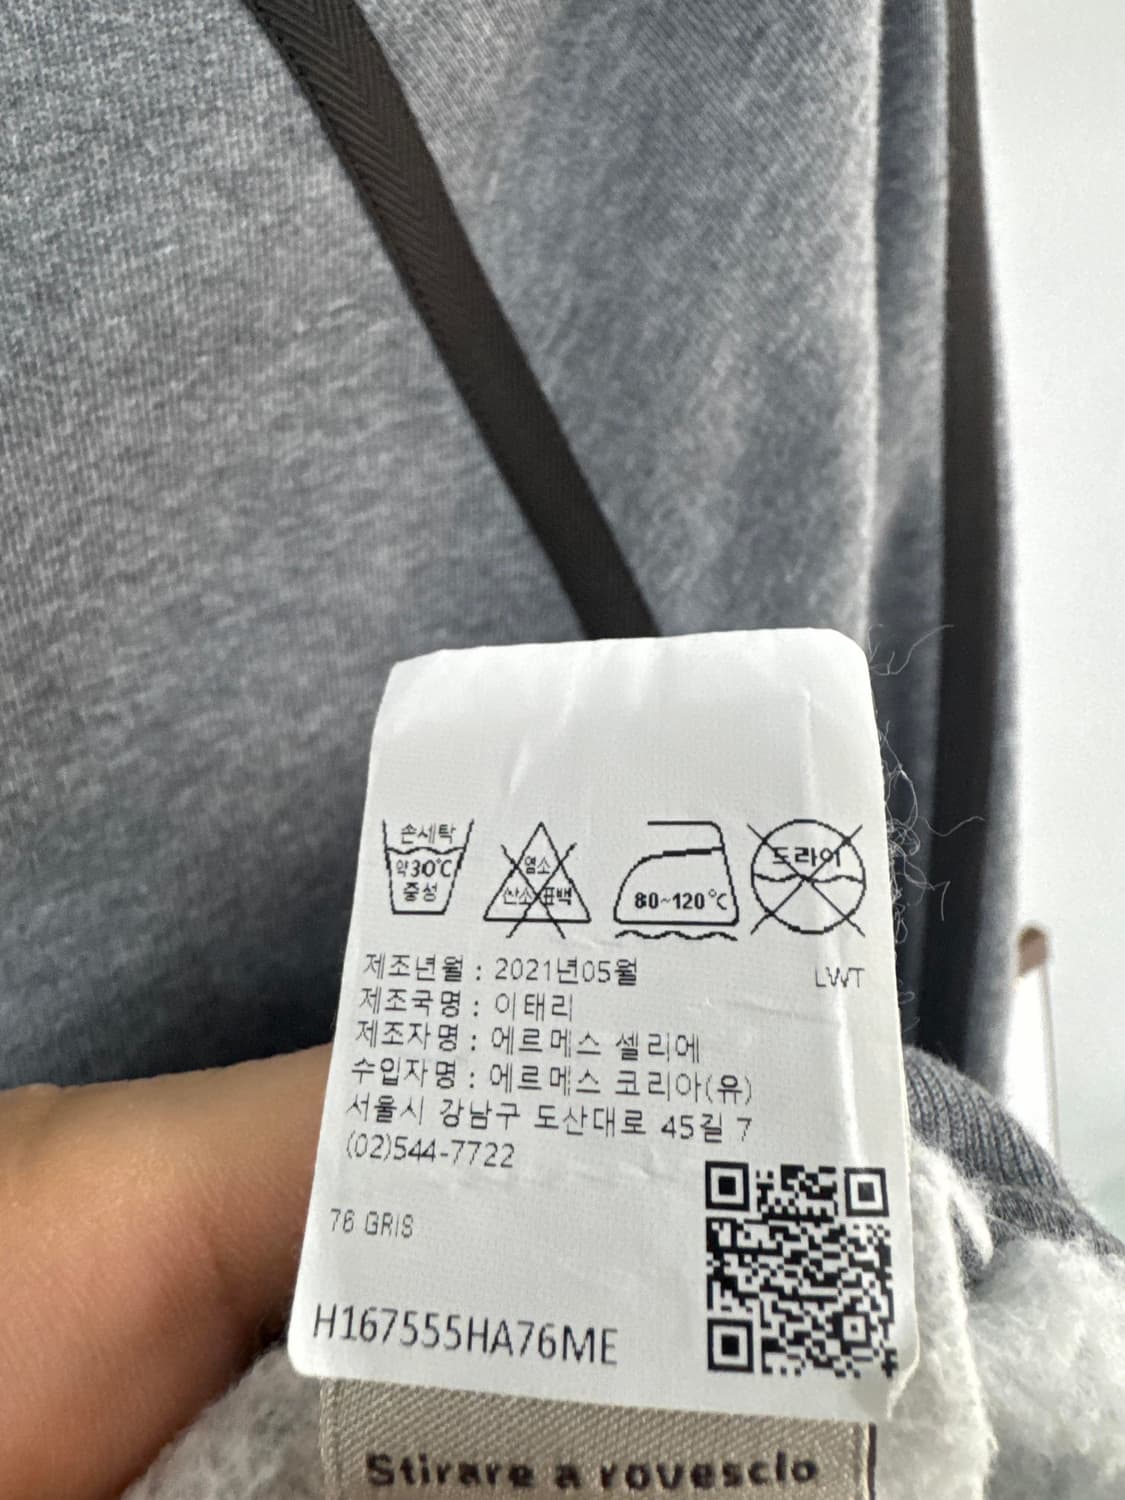 손세탁
약30℃
중성
염소
산소 표백
80~120℃
드라이
제조년월 : 2021년05월
LWT
제조국명 : 이태리
제조자명 : 에르메스 셀리에
수입자명 : 에르메스 코리아(유)
서울시 강남구 도산대로 45길 7
(02)544-7722
76 GRIS
H167555HA76ME
Stirare a rovescio